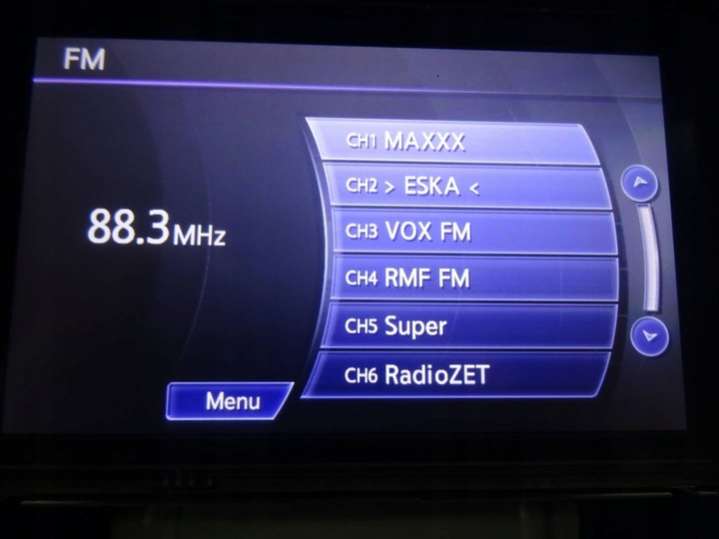 FM
88.3MHz
CH1 MAXXX
CH2 > ESKA <
CH3 VOX FM
CH4 RMF FM
CH5 Super
CH6 RadioZET
Menu